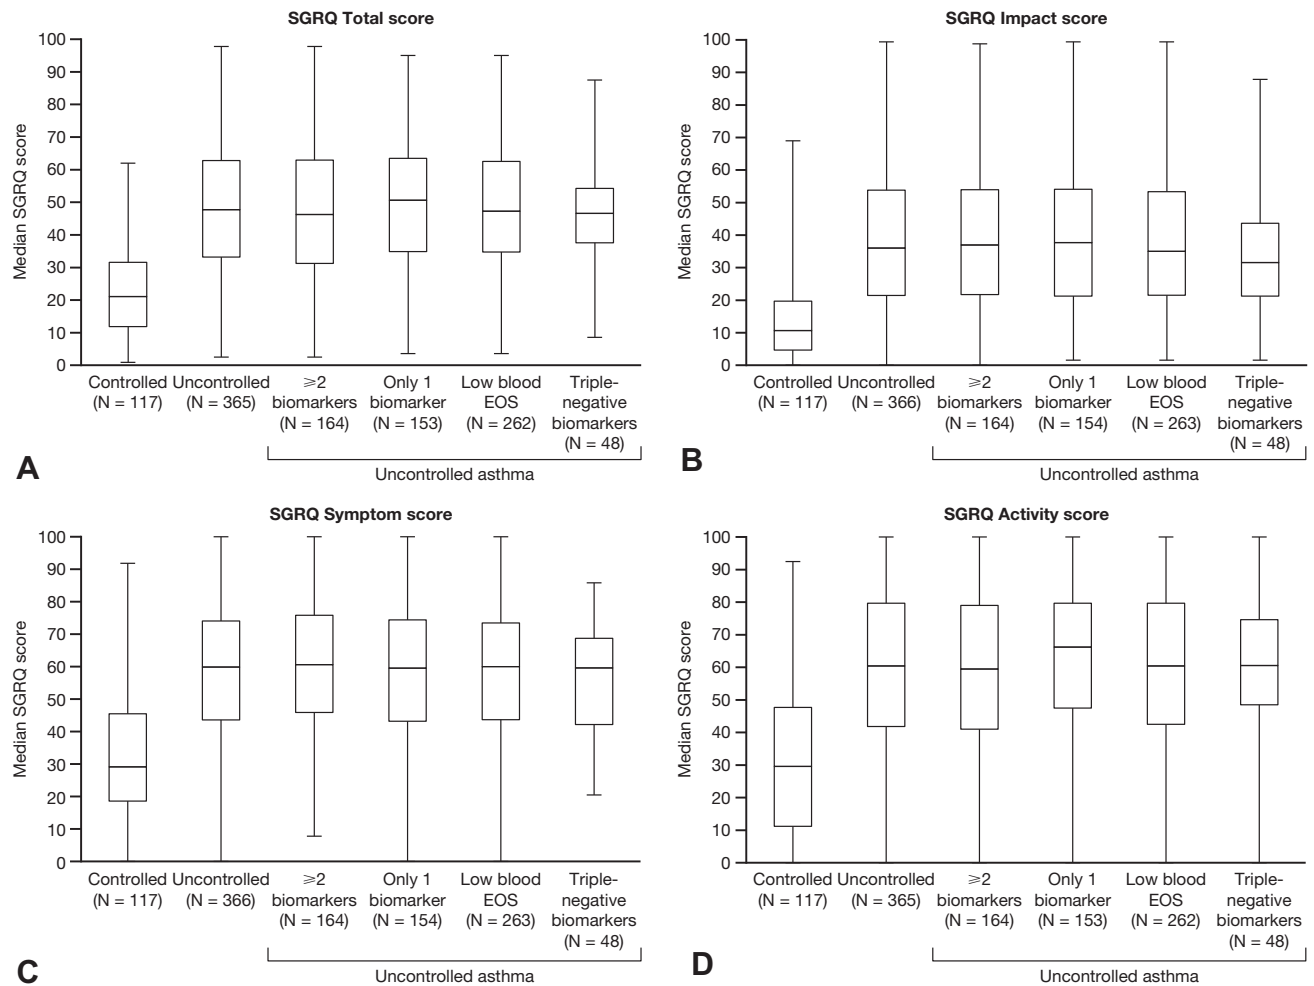 SGRQ Total score
Median SGRQ score
100
90
80
70
60
50
40
30
20
10
0
Controlled
(N = 117)
Uncontrolled
(N = 365)
⩾2
biomarkers
(N = 164)
Only 1
biomarker
(N = 153)
Low blood
EOS
(N = 262)
Triple-
negative
biomarkers
(N = 48)
Uncontrolled asthma
A
SGRQ Impact score
Median SGRQ score
100
90
80
70
60
50
40
30
20
10
0
Controlled
(N = 117)
Uncontrolled
(N = 366)
⩾2
biomarkers
(N = 164)
Only 1
biomarker
(N = 154)
Low blood
EOS
(N = 263)
Triple-
negative
biomarkers
(N = 48)
Uncontrolled asthma
B
SGRQ Symptom score
Median SGRQ score
100
90
80
70
60
50
40
30
20
10
0
Controlled
(N = 117)
Uncontrolled
(N = 366)
⩾2
biomarkers
(N = 164)
Only 1
biomarker
(N = 154)
Low blood
EOS
(N = 263)
Triple-
negative
biomarkers
(N = 48)
Uncontrolled asthma
C
SGRQ Activity score
Median SGRQ score
100
90
80
70
60
50
40
30
20
10
0
Controlled
(N = 117)
Uncontrolled
(N = 365)
⩾2
biomarkers
(N = 164)
Only 1
biomarker
(N = 153)
Low blood
EOS
(N = 262)
Triple-
negative
biomarkers
(N = 48)
Uncontrolled asthma
D